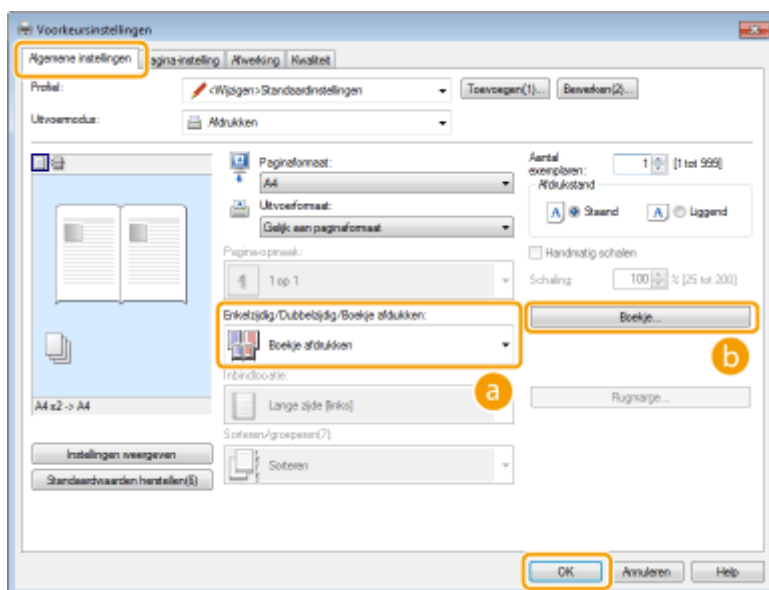 Voorkeursinstellingen
Algemene instellingen Pagina-instelling Afwerking Kwaliteit
Profiel: <Wijzigen>Standaardinstellingen Toevoegen(1)... Bewerken(2)...
Uitvoermodus: Afdrukken
Paginaformaat:
A4
Uitvoerformaat:
Gelijk aan paginaformaat
Pagina-opmaak:
1 1 op 1
Enkelzijdig/Dubbelzijdig/Boekje afdrukken:
Boekje afdrukken
a
Inbindlocatie:
Lange zijde [links]
Sorteren/groeperen(7):
Sorteren
Aantal
exemplaren: 1 [1 tot 999]
Afdrukstand
A Staand A Liggend
Handmatig schalen
Schaling: 100 % [25 tot 200]
Boekje...
b
Rugmarge...
A4 x2 -> A4
Instellingen weergeven
Standaardwaarden herstellen(6)
OK Annuleren Help